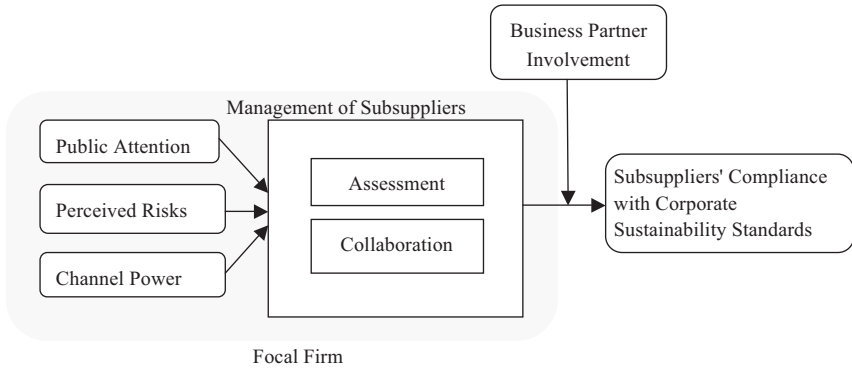 Business Partner
Involvement
Management of Subsuppliers
Public Attention
Perceived Risks
Channel Power
Assessment
Collaboration
Subsuppliers' Compliance
with Corporate
Sustainability Standards
Focal Firm